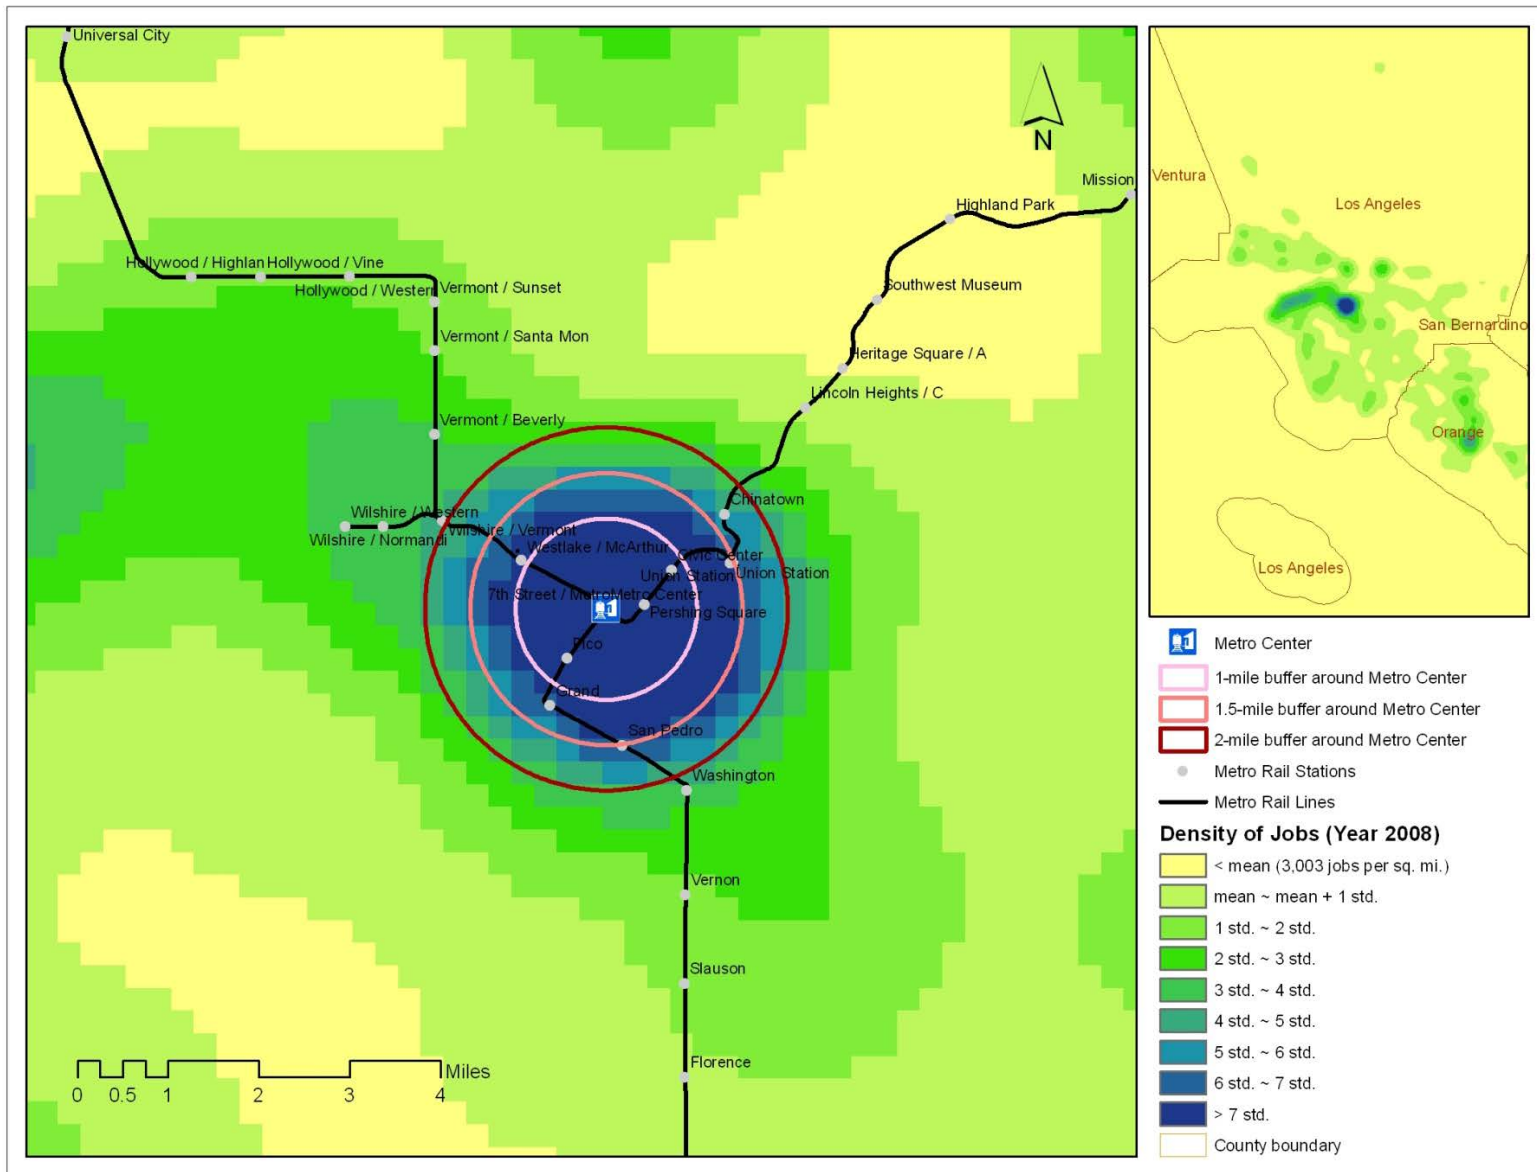 Universal City
N
Mission
Highland Park
Hollywood / Highlan
Hollywood / Vine
Hollywood / Western
Vermont / Sunset
Southwest Museum
Vermont / Santa Mon
Heritage Square / A
Lincoln Heights / C
Vermont / Beverly
Chinatown
Wilshire / Western
Wilshire / Vermont
Wilshire / Normandi
Westlake / McArthur
Civic Center
Union Station
Union Station
7th Street / Metro
Metro Center
Pershing Square
Pico
Grand
San Pedro
Washington
Vernon
Slauson
Florence
Miles
0 0.5 1 2 3 4
Ventura
Los Angeles
San Bernardino
Orange
Los Angeles
Metro Center
1-mile buffer around Metro Center
1.5-mile buffer around Metro Center
2-mile buffer around Metro Center
Metro Rail Stations
Metro Rail Lines
Density of Jobs (Year 2008)
< mean (3,003 jobs per sq. mi.)
mean ~ mean + 1 std.
1 std. ~ 2 std.
2 std. ~ 3 std.
3 std. ~ 4 std.
4 std. ~ 5 std.
5 std. ~ 6 std.
6 std. ~ 7 std.
> 7 std.
County boundary